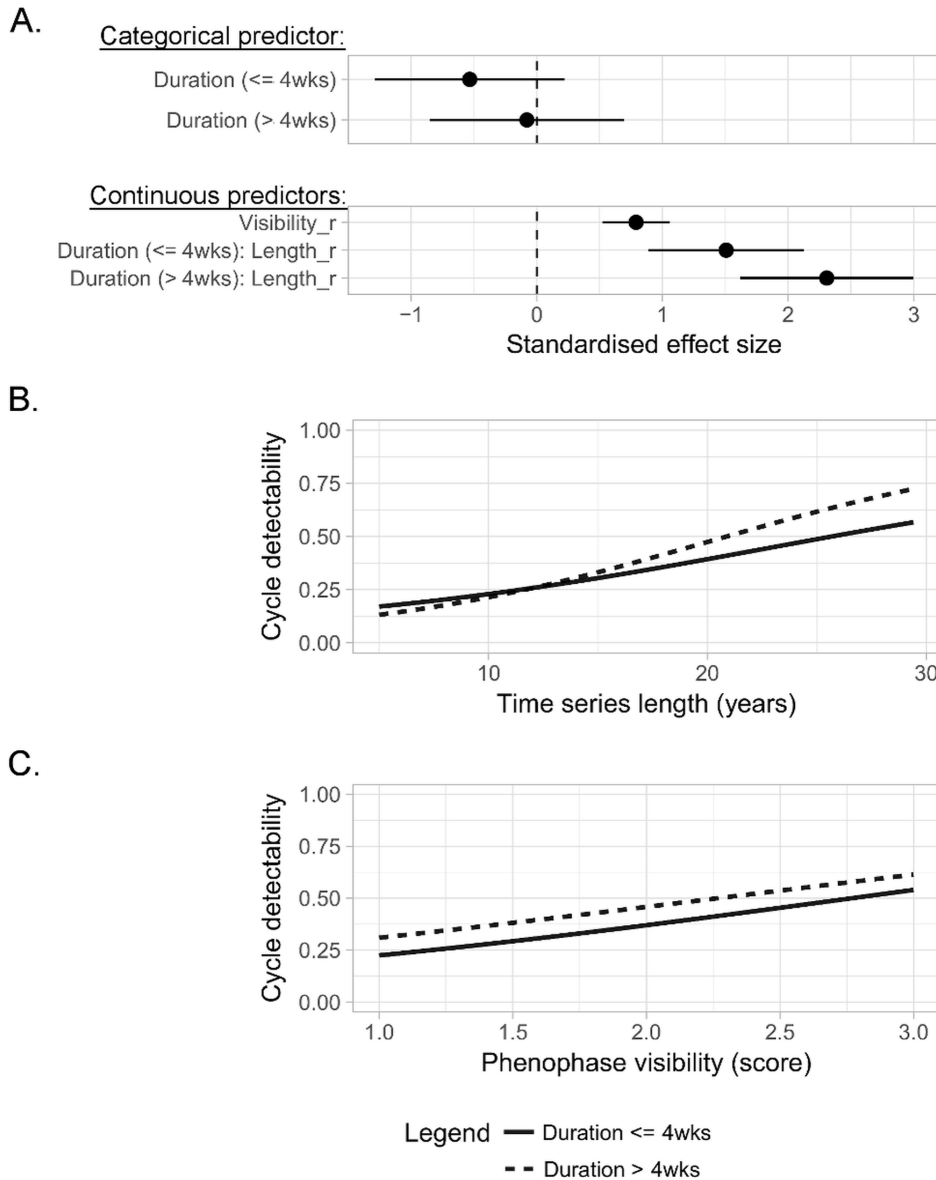 A.
Categorical predictor:
Duration (<= 4wks)
Duration (> 4wks)
Continuous predictors:
Visibility_r
Duration (<= 4wks): Length_r
Duration (> 4wks): Length_r
−1 0 1 2 3
Standardised effect size
B.
Cycle detectability
1.00
0.75
0.50
0.25
0.00
10 20 30
Time series length (years)
C.
Cycle detectability
1.00
0.75
0.50
0.25
0.00
1.0 1.5 2.0 2.5 3.0
Phenophase visibility (score)
Legend
Duration <= 4wks
Duration > 4wks